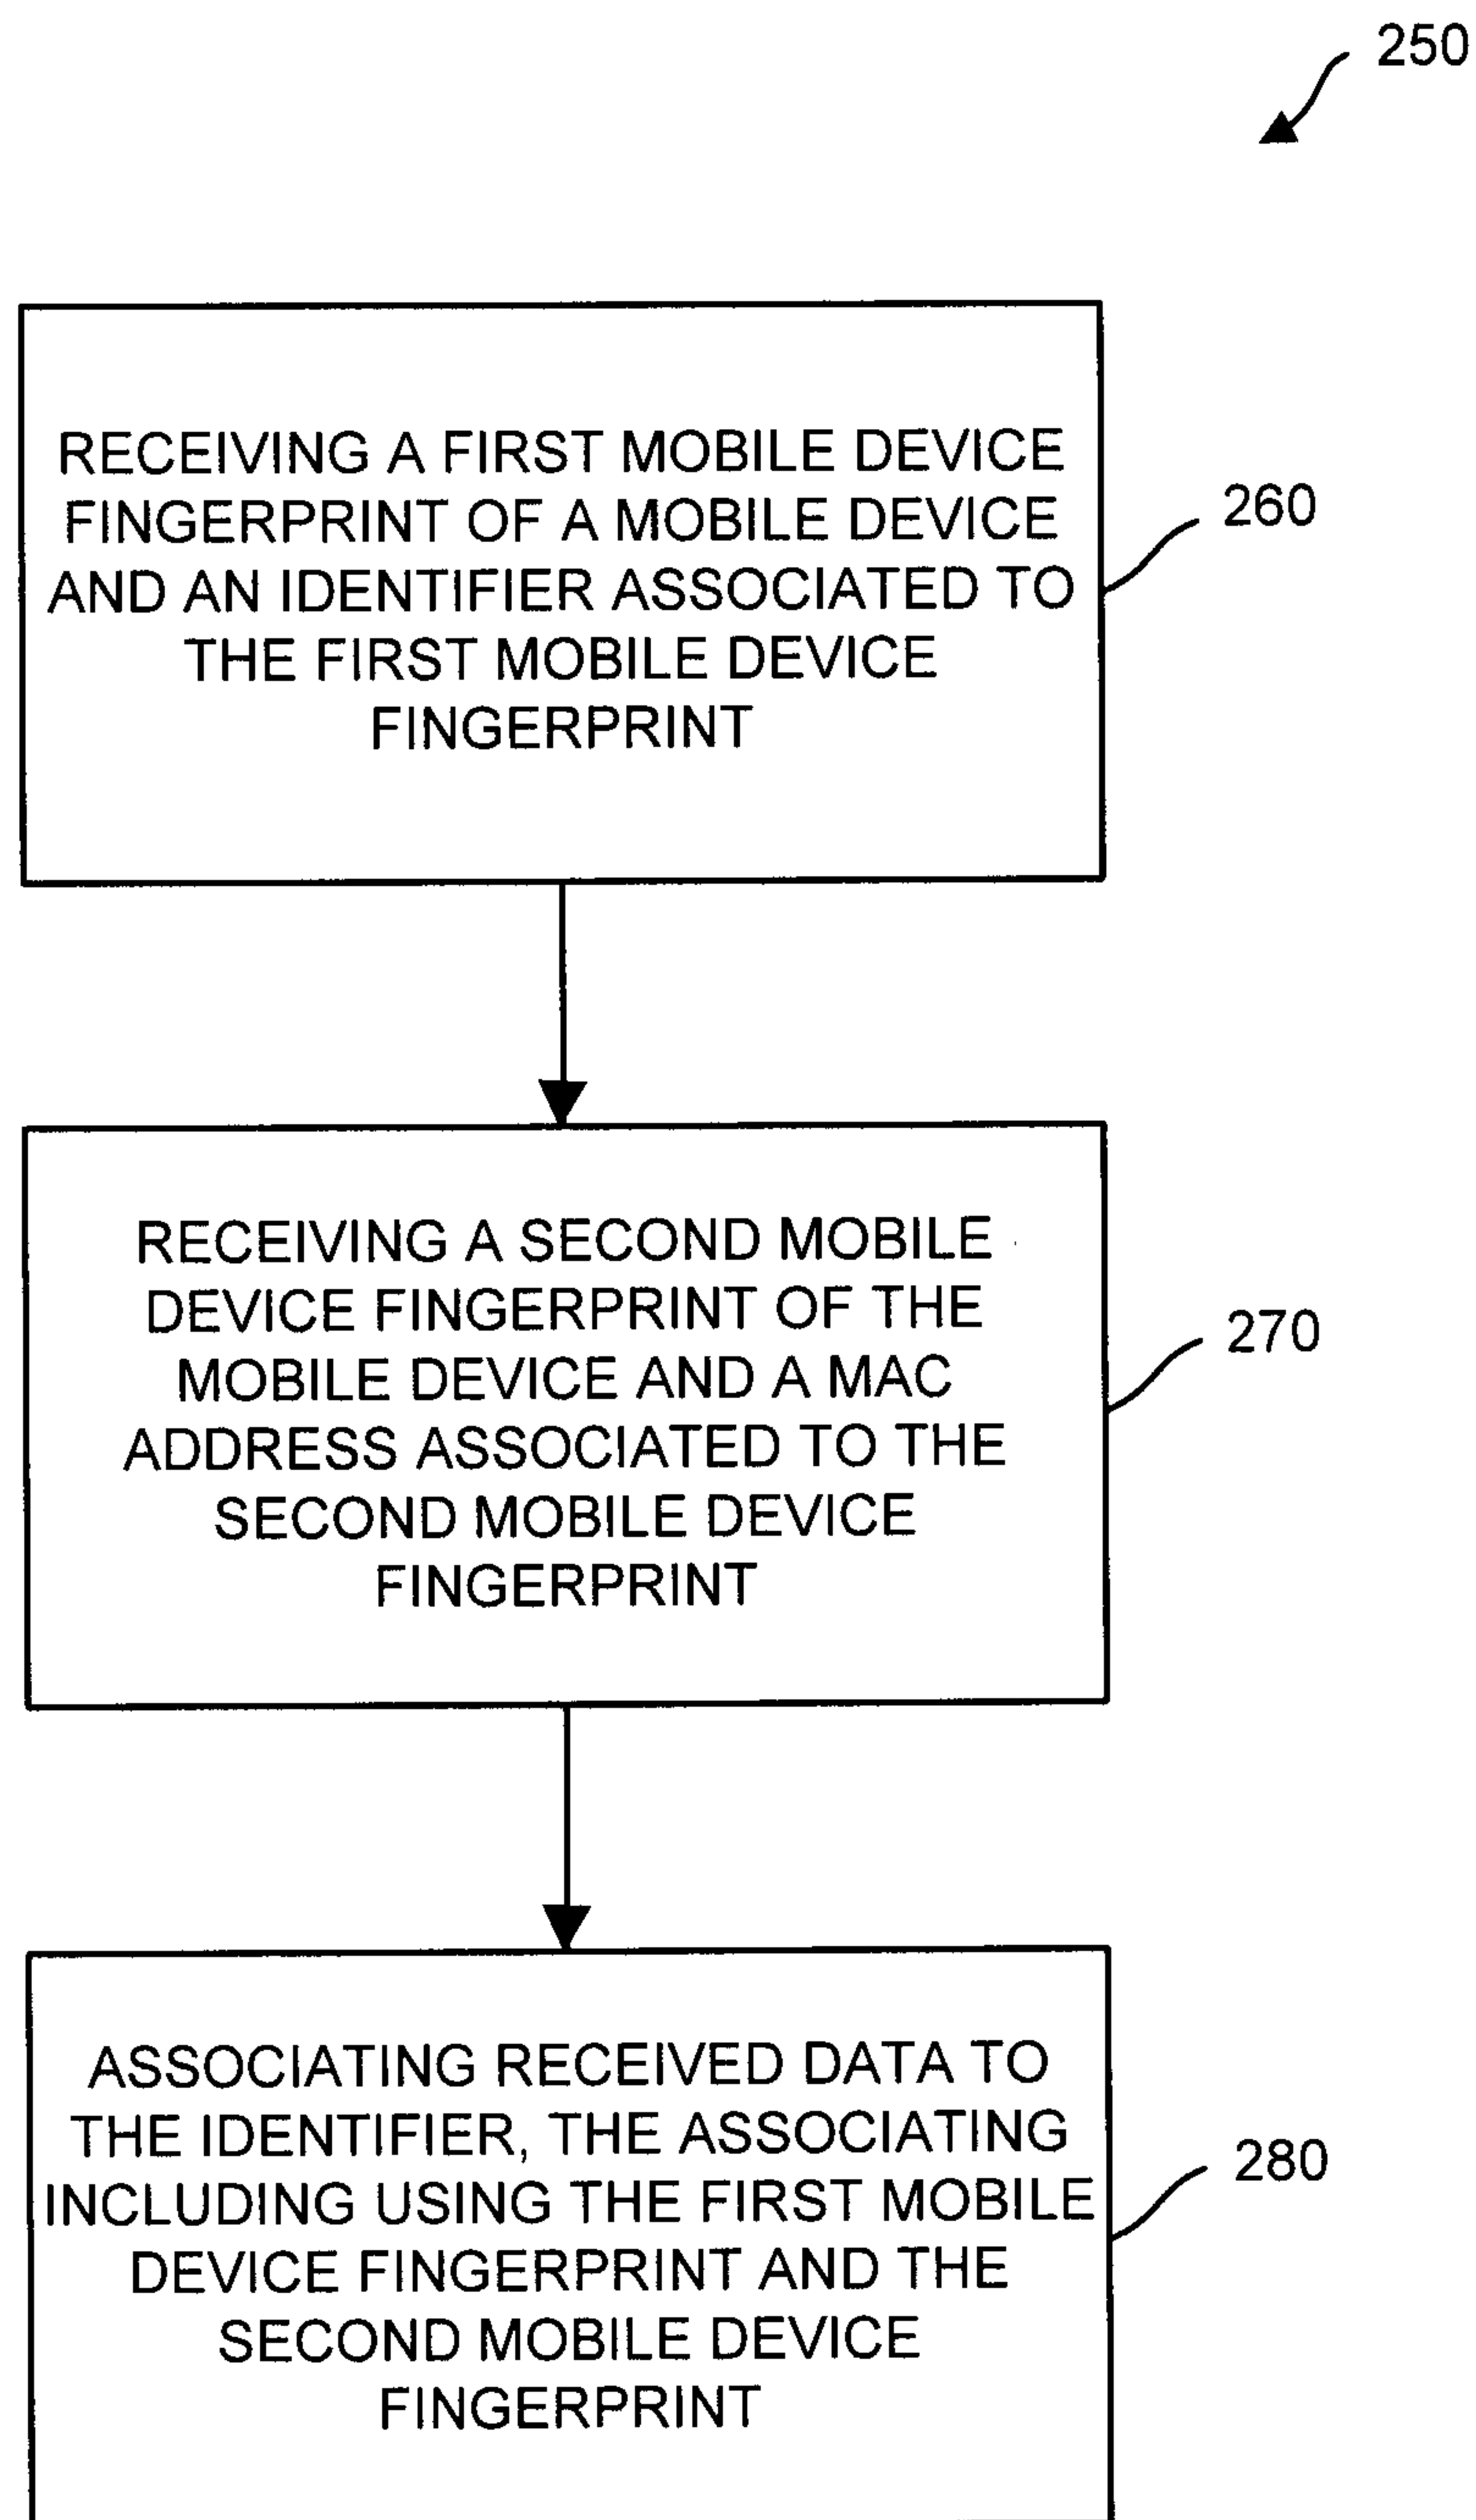 250
RECEIVING A FIRST MOBILE DEVICE
FINGERPRINT OF A MOBILE DEVICE
AND AN IDENTIFIER ASSOCIATED TO
THE FIRST MOBILE DEVICE
FINGERPRINT
260
RECEIVING A SECOND MOBILE
DEVICE FINGERPRINT OF THE
MOBILE DEVICE AND A MAC
ADDRESS ASSOCIATED TO THE
SECOND MOBILE DEVICE
FINGERPRINT
270
ASSOCIATING RECEIVED DATA TO
THE IDENTIFIER, THE ASSOCIATING
INCLUDING USING THE FIRST MOBILE
DEVICE FINGERPRINT AND THE
SECOND MOBILE DEVICE
FINGERPRINT
280